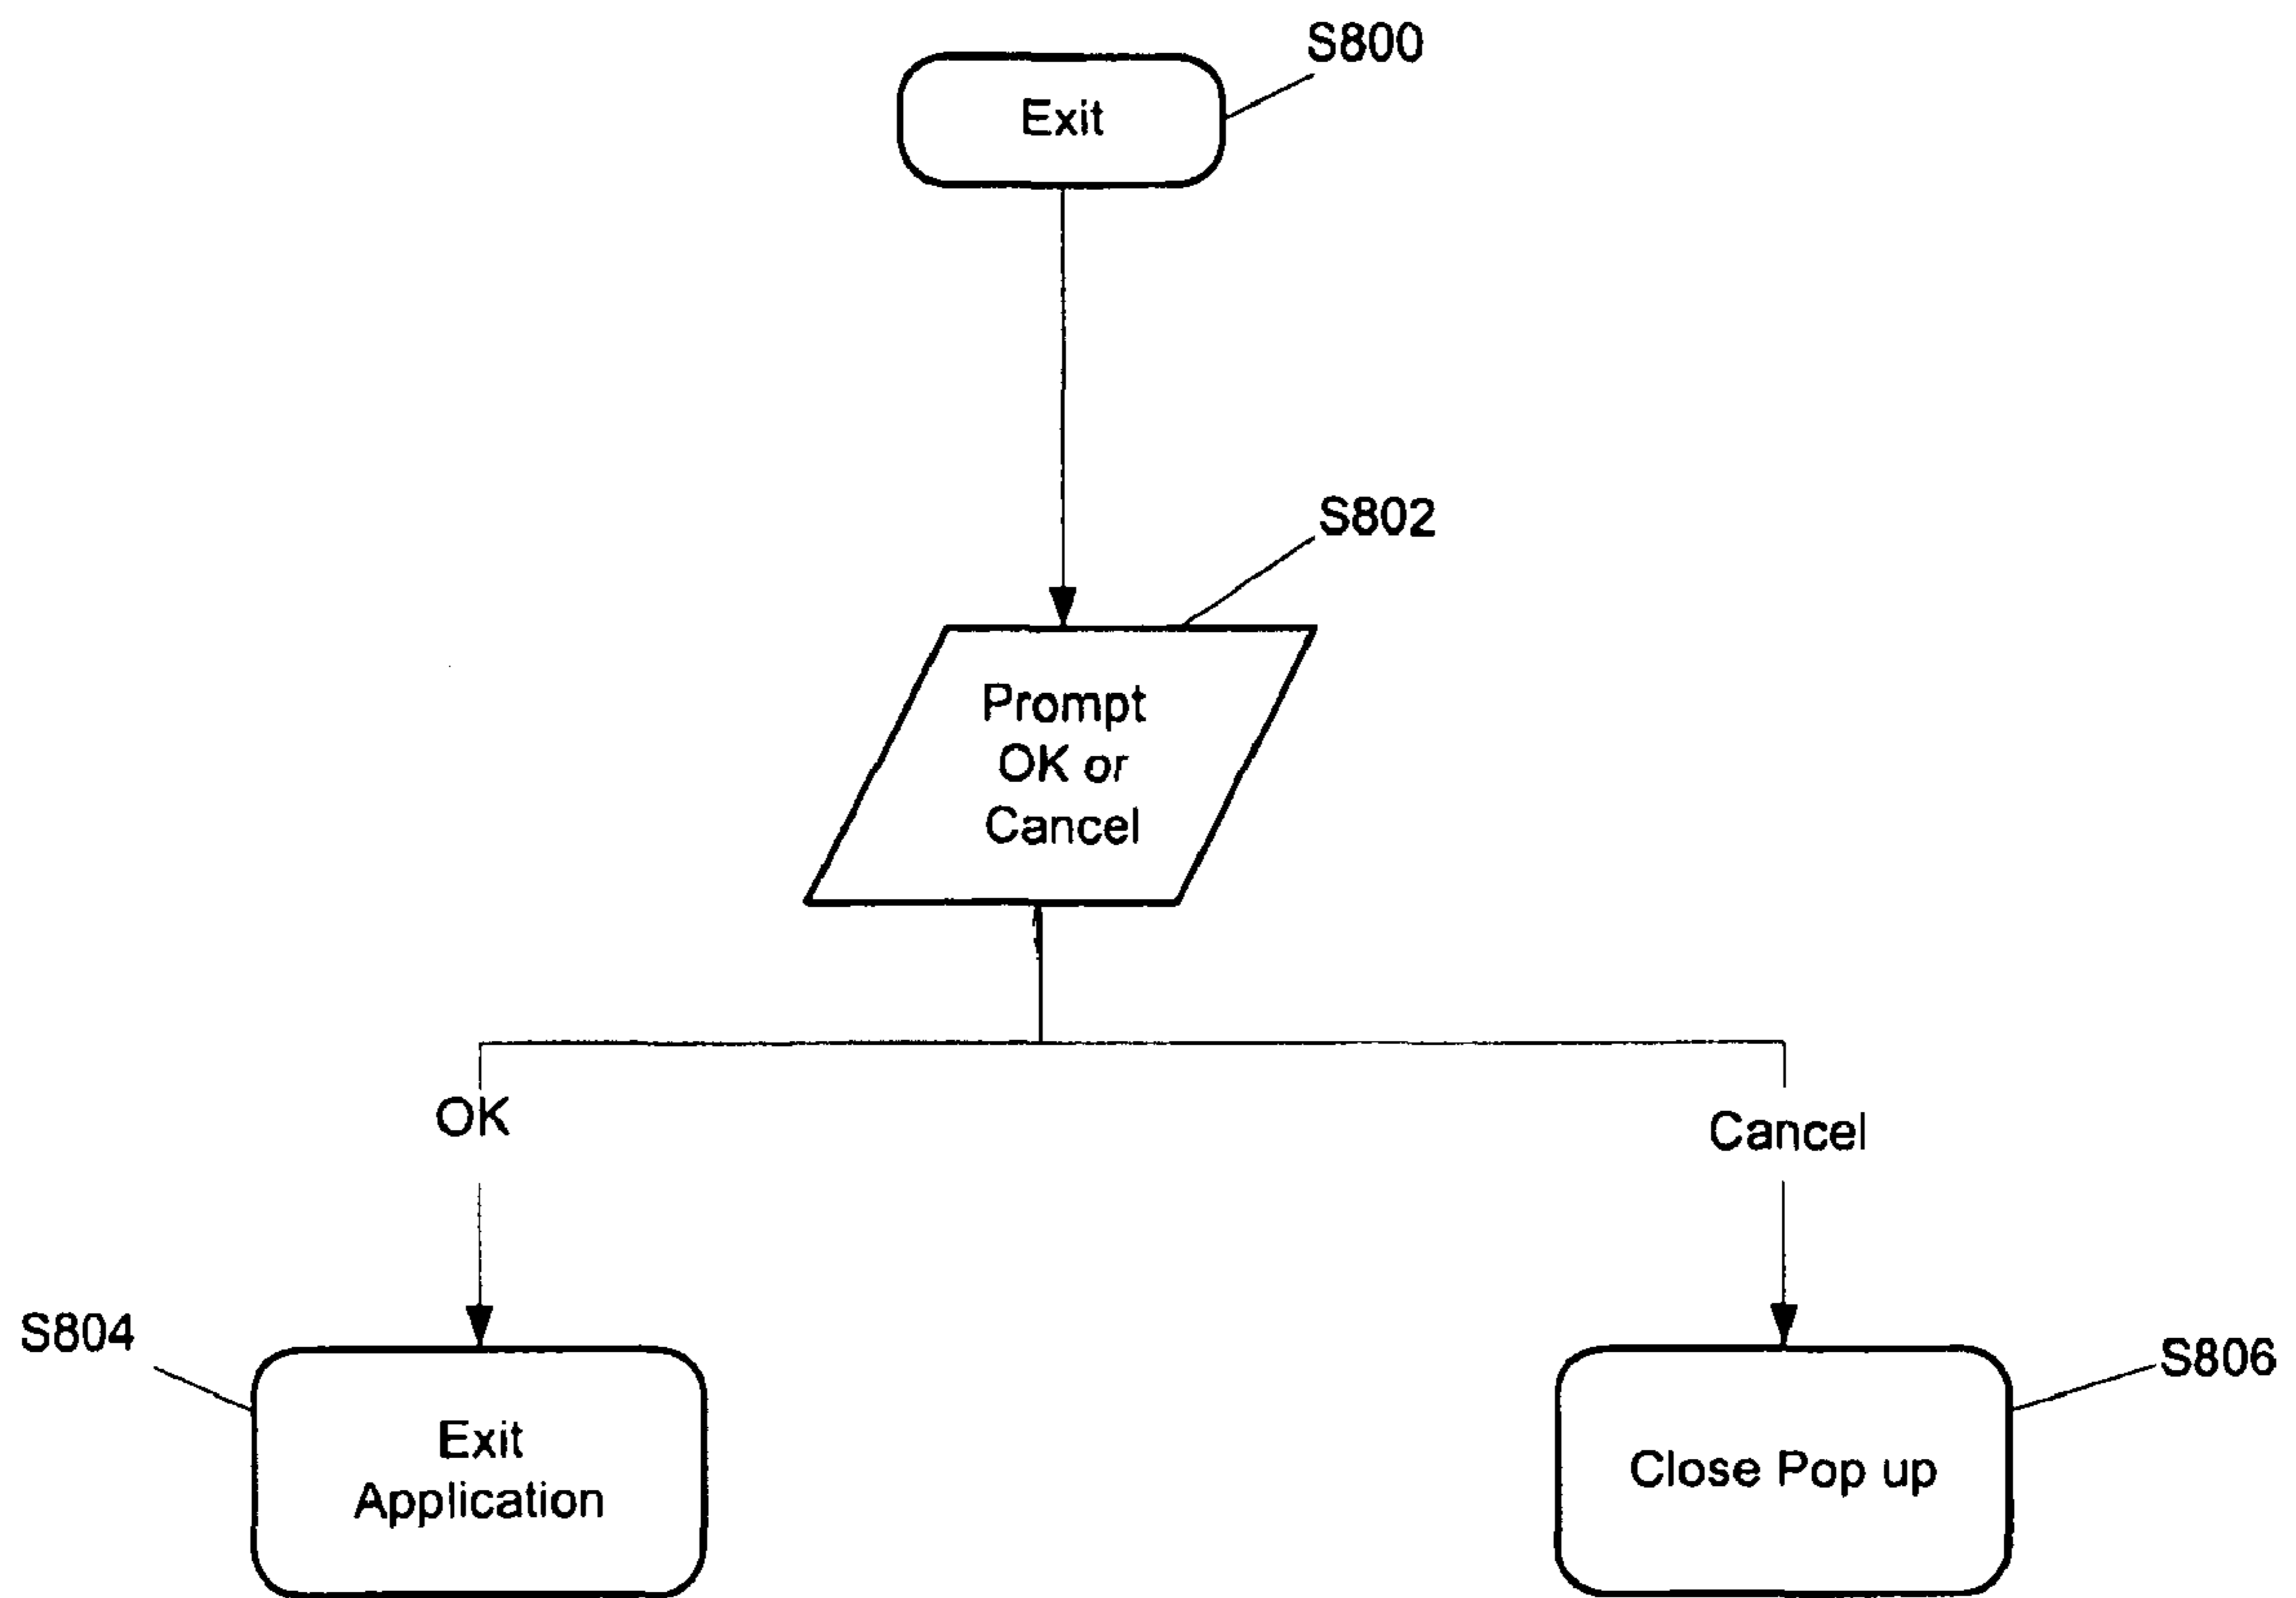 S800
Exit
S802
Prompt
OK or
Cancel
OK
Cancel
S804
S806
Exit
Application
Close Pop up